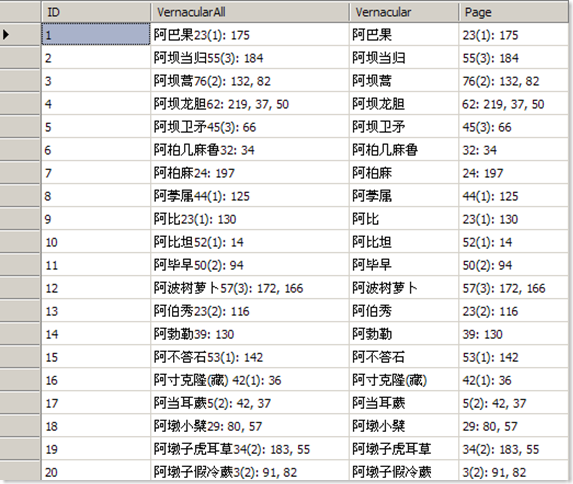 ID VernacularAll Vernacular Page
1 阿巴果23(1): 175 阿巴果 23(1): 175
2 阿坝当归55(3): 184 阿坝当归 55(3): 184
3 阿坝蒿76(2): 132, 82 阿坝蒿 76(2): 132, 82
4 阿坝龙胆62: 219, 37, 50 阿坝龙胆 62: 219, 37, 50
5 阿坝卫矛45(3): 66 阿坝卫矛 45(3): 66
6 阿柏几麻鲁32: 34 阿柏几麻鲁 32: 34
7 阿柏麻24: 197 阿柏麻 24: 197
8 阿孛属44(1): 125 阿孛属 44(1): 125
9 阿比23(1): 130 阿比 23(1): 130
10 阿比坦52(1): 14 阿比坦 52(1): 14
11 阿毕早50(2): 94 阿毕早 50(2): 94
12 阿波树萝卜57(3): 172, 166 阿波树萝卜 57(3): 172, 166
13 阿伯秀23(2): 116 阿伯秀 23(2): 116
14 阿勃勒39: 130 阿勃勒 39: 130
15 阿不答石53(1): 142 阿不答石 53(1): 142
16 阿寸克隆(藏) 42(1): 36 阿寸克隆(藏) 42(1): 36
17 阿当耳蕨5(2): 42, 37 阿当耳蕨 5(2): 42, 37
18 阿墩小檗29: 80, 57 阿墩小檗 29: 80, 57
19 阿墩子虎耳草34(2): 183, 55 阿墩子虎耳草 34(2): 183, 55
20 阿墩子假冷蕨3(2): 91, 82 阿墩子假冷蕨 3(2): 91, 82